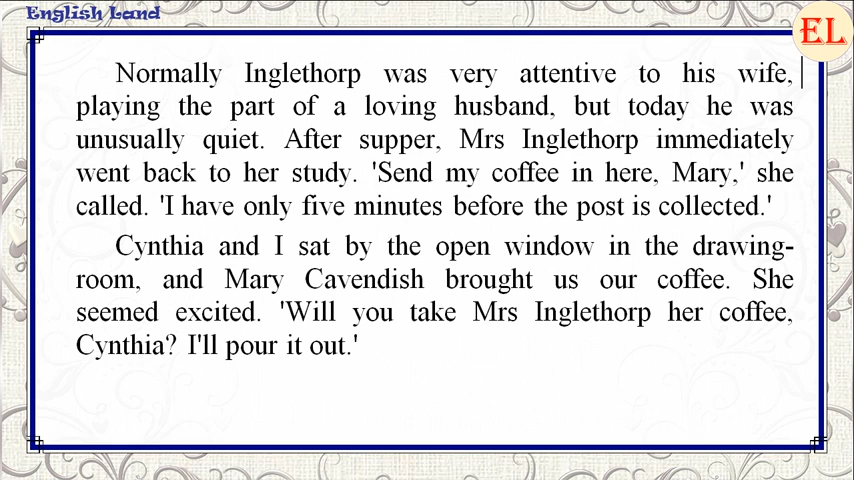 English Land
EL
Normally Inglethorp was very attentive to his wife,
playing the part of a loving husband, but today he was
unusually quiet. After supper, Mrs Inglethorp immediately
went back to her study. 'Send my coffee in here, Mary,' she
called. 'I have only five minutes before the post is collected.'
Cynthia and I sat by the open window in the drawing-
room, and Mary Cavendish brought us our coffee. She
seemed excited. 'Will you take Mrs Inglethorp her coffee,
Cynthia? I'll pour it out.'